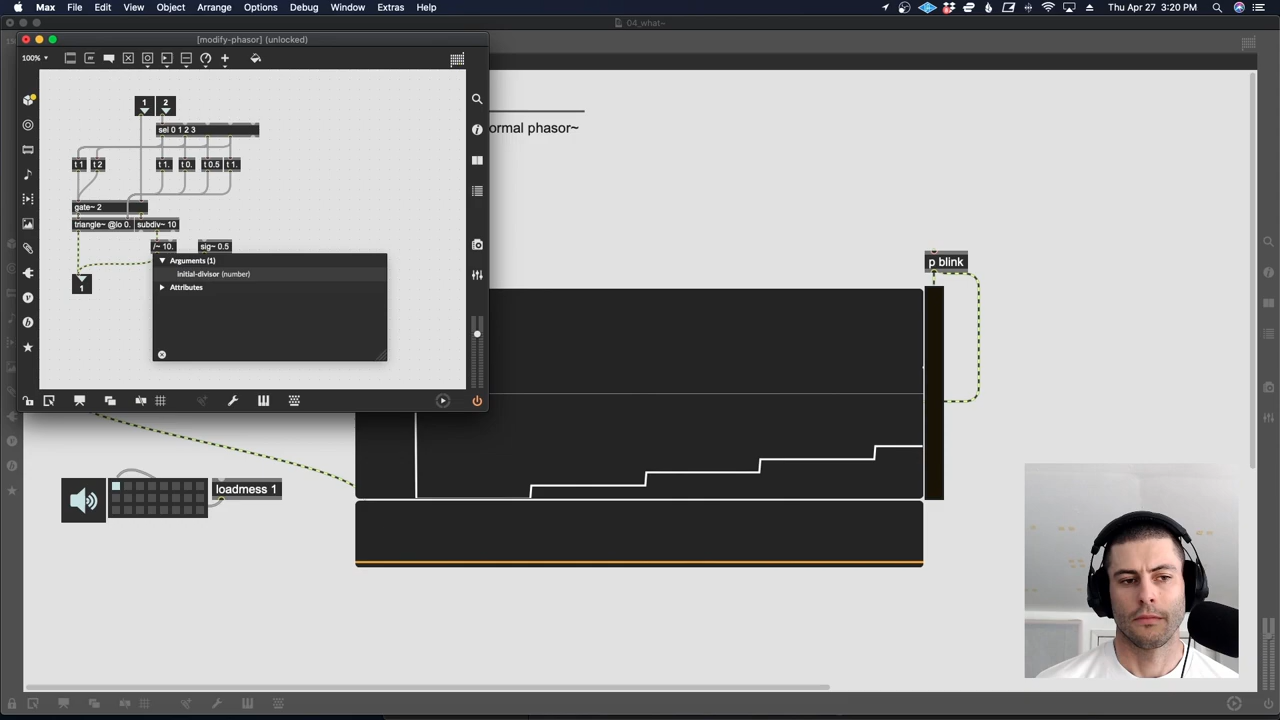 Max File Edit View Object Arrange Options Debug Window Extras Help
Thu Apr 27 3:20 PM
04_what~
[modify-phasor] (unlocked)
100%
1 2
sel 0 1 2 3
t 1 t 2 t 1. t 0. t 0.5 t 1.
gate~ 2
triangle~ @lo 0. subdiv~ 10
/~ 10. sig~ 0.5
Arguments (1)
initial-divisor (number)
Attributes
1
ormal phasor~
p blink
loadmess 1